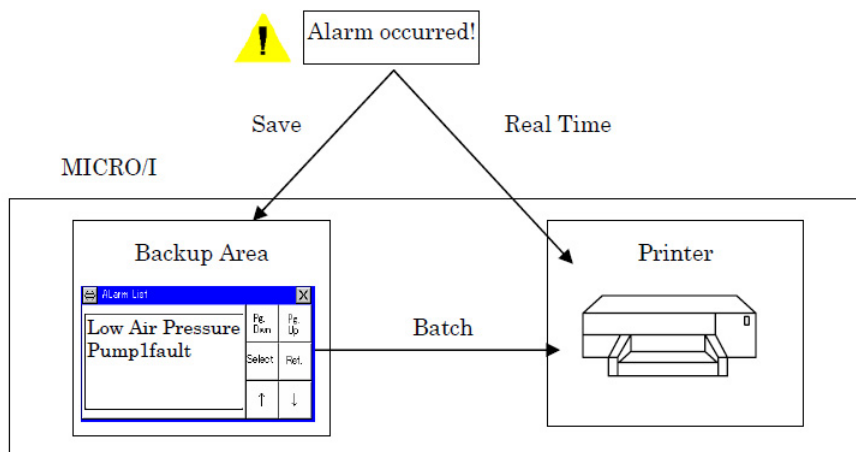 Alarm occurred!
Save
Real Time
MICRO/I
Backup Area
Printer
ALarm List
X
Low Air Pressure
Pump1fault
Pg.
Dwn
Pg.
Up
Select
Ret.
↑
↓
Batch